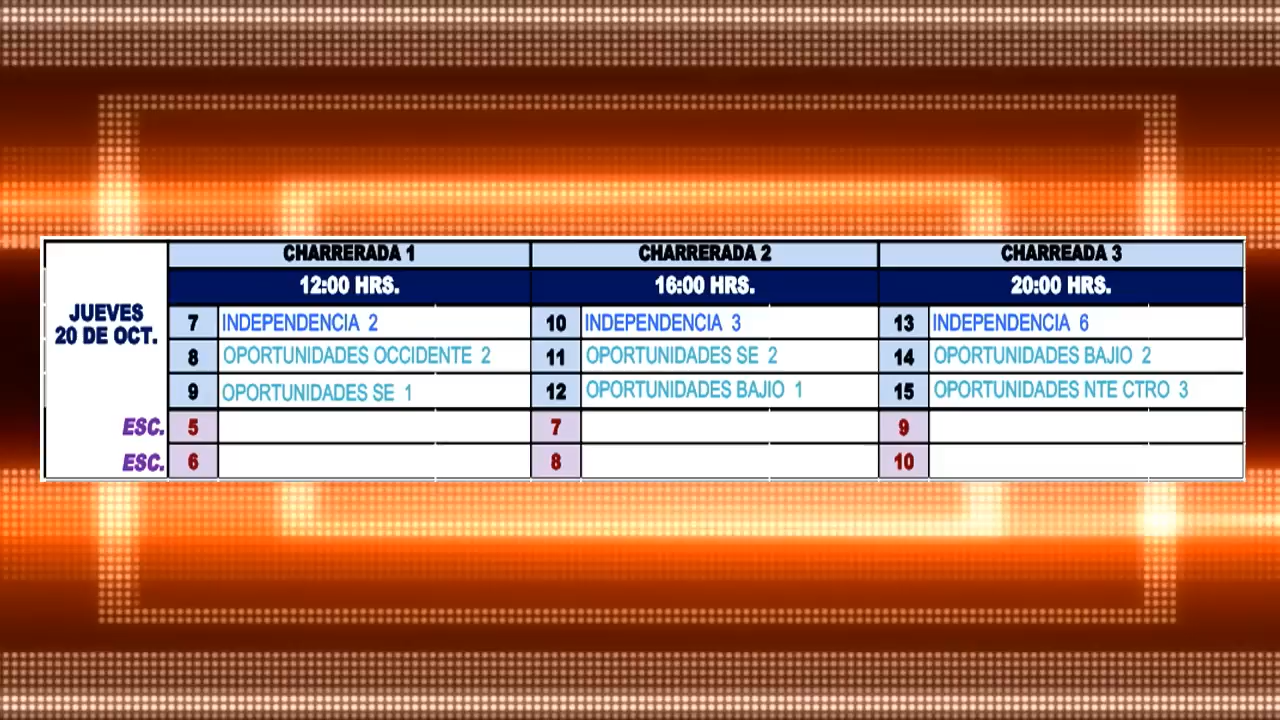 CHARRERADA 1 CHARRERADA 2 CHARREADA 3
12:00 HRS. 16:00 HRS. 20:00 HRS.
JUEVES
20 DE OCT.
7 INDEPENDENCIA 2 10 INDEPENDENCIA 3 13 INDEPENDENCIA 6
8 OPORTUNIDADES OCCIDENTE 2 11 OPORTUNIDADES SE 2 14 OPORTUNIDADES BAJIO 2
9 OPORTUNIDADES SE 1 12 OPORTUNIDADES BAJIO 1 15 OPORTUNIDADES NTE CTRO 3
ESC. 5 7 9
ESC. 6 8 10